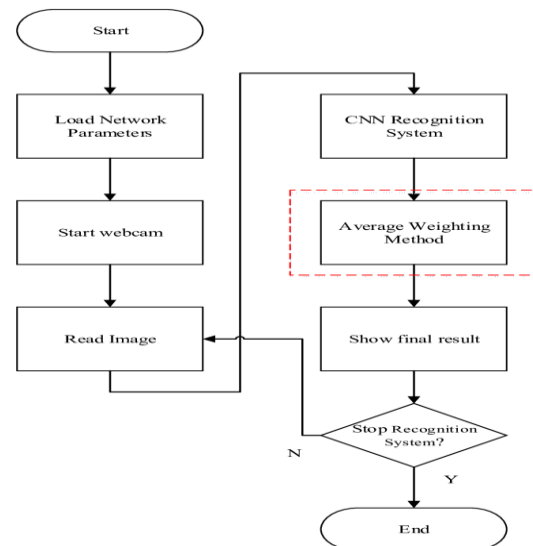 Start
Load Network
Parameters
Start webcam
Read Image
CNN Recognition
System
Average Weighting
Method
Show final result
Stop Recognition
System?
N
Y
End